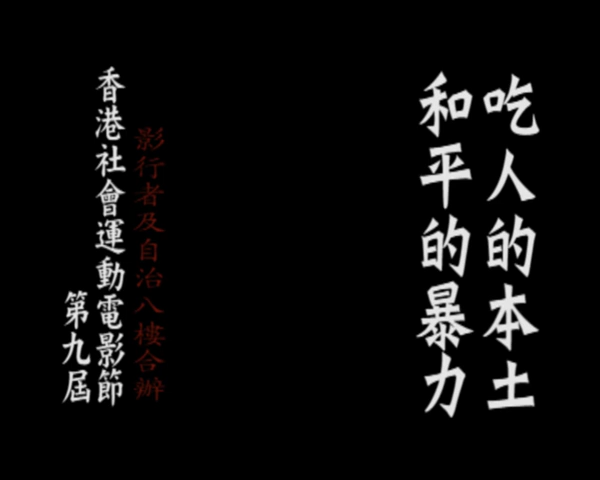 吃人的本土
和平的暴力
影行者及自治八樓合辦
香港社會運動電影節
第九屆